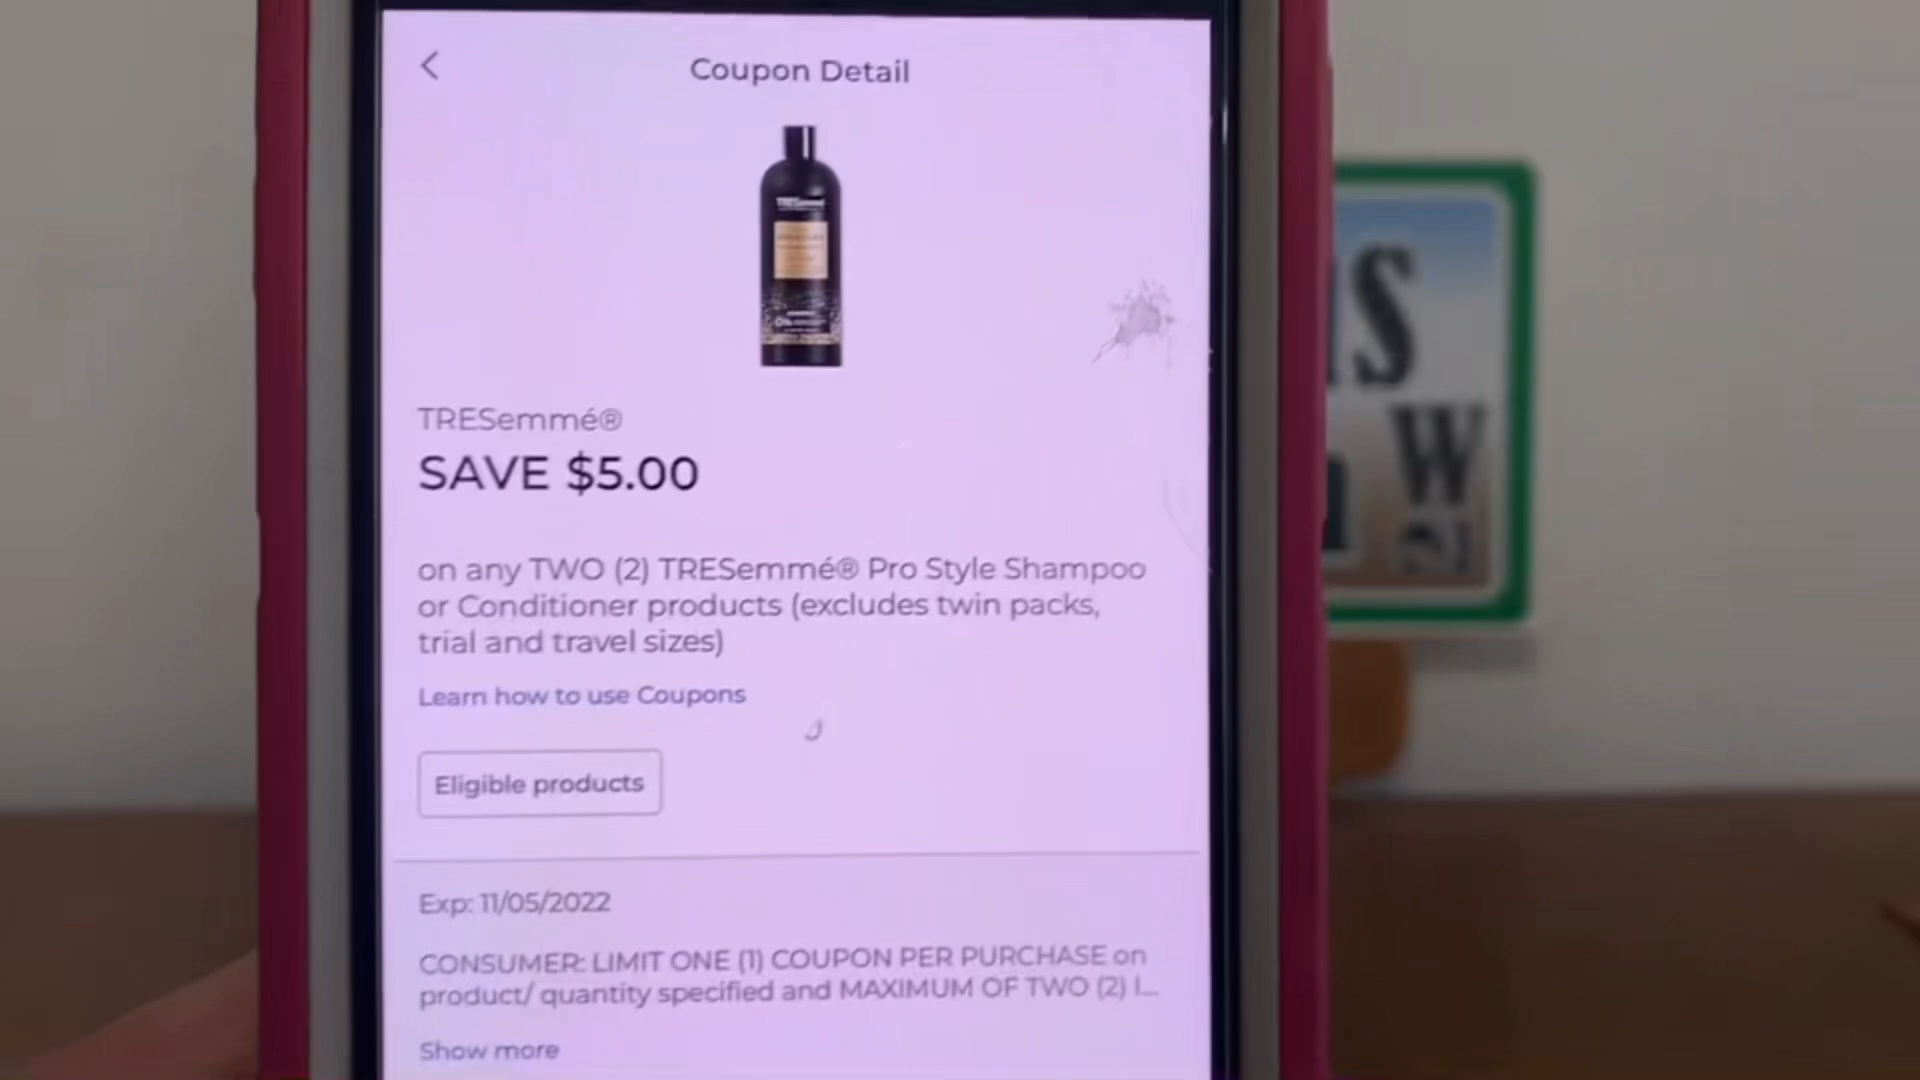 Coupon Detail
TRESemmé
TRESemmé®
SAVE $5.00
on any TWO (2) TRESemmé® Pro Style Shampoo
or Conditioner products (excludes twin packs,
trial and travel sizes)
Learn how to use Coupons
Eligible products
Exp: 11/05/2022
CONSUMER: LIMIT ONE (1) COUPON PER PURCHASE on
product/ quantity specified and MAXIMUM OF TWO (2) l...
Show more
S
W